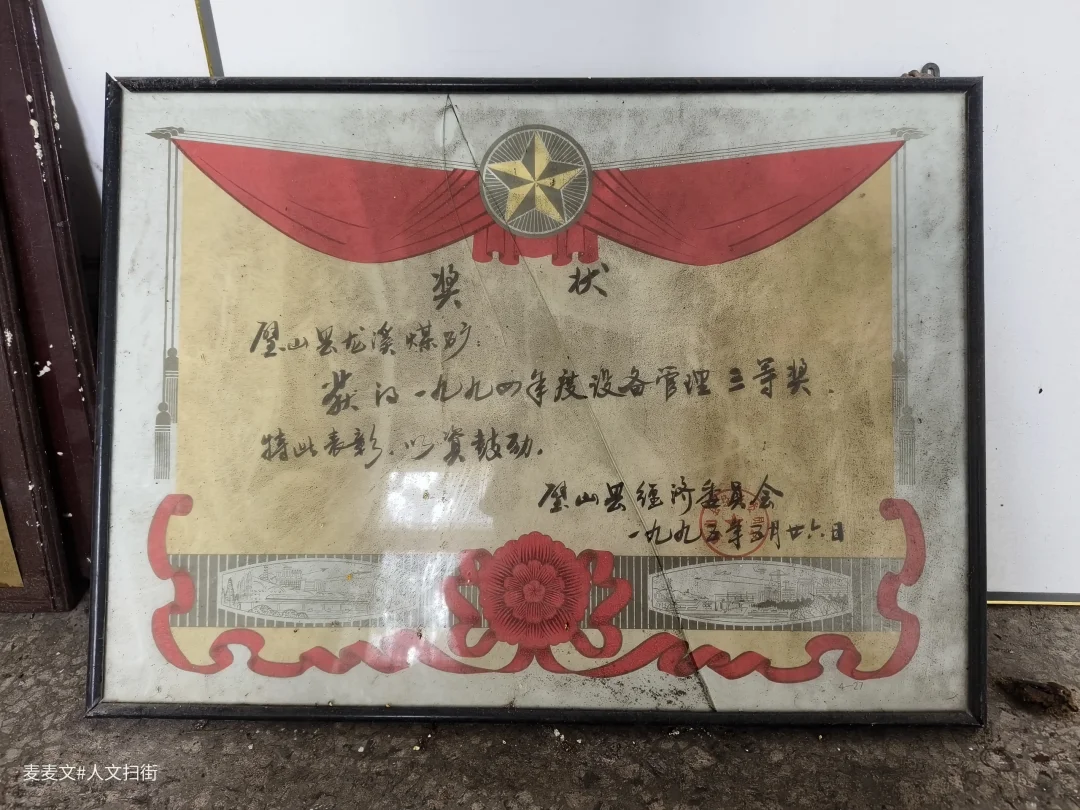 奖状
璧山县龙溪煤矿:
获得一九九四年度设备管理三等奖.
特此表彰.以资鼓励.
璧山县经济委员会
一九九五年三月廿六日
4-21
麦麦文#人文扫街